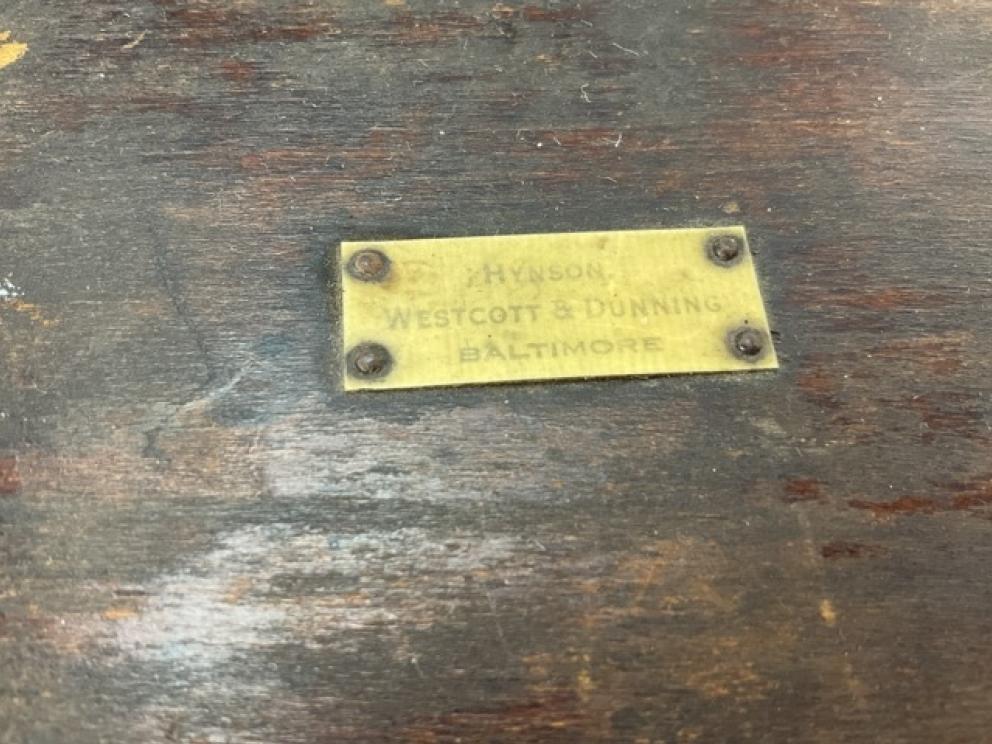 HYNSON,
WESTCOTT & DUNNING
BALTIMORE